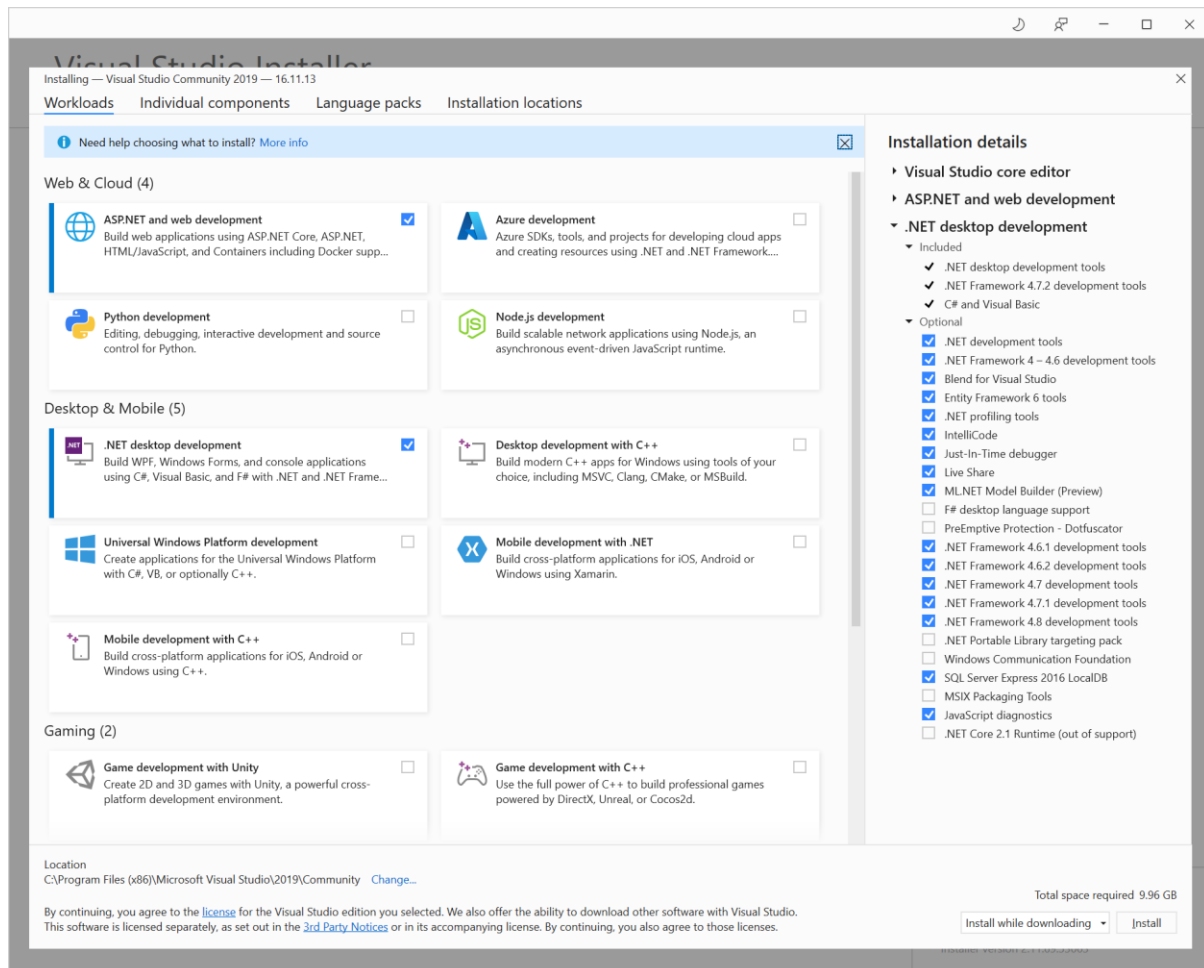 Visual Studio Installer
Installing — Visual Studio Community 2019 — 16.11.13
Workloads
Individual components
Language packs
Installation locations
Need help choosing what to install? More info
Web & Cloud (4)
ASP.NET and web development
Build web applications using ASP.NET Core, ASP.NET,
HTML/JavaScript, and Containers including Docker supp...
Azure development
Azure SDKs, tools, and projects for developing cloud apps
and creating resources using .NET and .NET Framework....
Python development
Editing, debugging, interactive development and source
control for Python.
JS
Node.js development
Build scalable network applications using Node.js, an
asynchronous event-driven JavaScript runtime.
Desktop & Mobile (5)
.NET
.NET desktop development
Build WPF, Windows Forms, and console applications
using C#, Visual Basic, and F# with .NET and .NET Frame...
Desktop development with C++
Build modern C++ apps for Windows using tools of your
choice, including MSVC, Clang, CMake, or MSBuild.
Universal Windows Platform development
Create applications for the Universal Windows Platform
with C#, VB, or optionally C++.
Mobile development with .NET
Build cross-platform applications for iOS, Android or
Windows using Xamarin.
Mobile development with C++
Build cross-platform applications for iOS, Android or
Windows using C++.
Gaming (2)
Game development with Unity
Create 2D and 3D games with Unity, a powerful cross-
platform development environment.
Game development with C++
Use the full power of C++ to build professional games
powered by DirectX, Unreal, or Cocos2d.
Installation details
Visual Studio core editor
ASP.NET and web development
.NET desktop development
Included
.NET desktop development tools
.NET Framework 4.7.2 development tools
C# and Visual Basic
Optional
.NET development tools
.NET Framework 4 – 4.6 development tools
Blend for Visual Studio
Entity Framework 6 tools
.NET profiling tools
IntelliCode
Just-In-Time debugger
Live Share
ML.NET Model Builder (Preview)
F# desktop language support
PreEmptive Protection - Dotfuscator
.NET Framework 4.6.1 development tools
.NET Framework 4.6.2 development tools
.NET Framework 4.7 development tools
.NET Framework 4.7.1 development tools
.NET Framework 4.8 development tools
.NET Portable Library targeting pack
Windows Communication Foundation
SQL Server Express 2016 LocalDB
MSIX Packaging Tools
JavaScript diagnostics
.NET Core 2.1 Runtime (out of support)
Location
C:\Program Files (x86)\Microsoft Visual Studio\2019\Community Change...
By continuing, you agree to the license for the Visual Studio edition you selected. We also offer the ability to download other software with Visual Studio.
This software is licensed separately, as set out in the 3rd Party Notices or in its accompanying license. By continuing, you also agree to those licenses.
Total space required 9.96 GB
Install while downloading
Install
Installer version